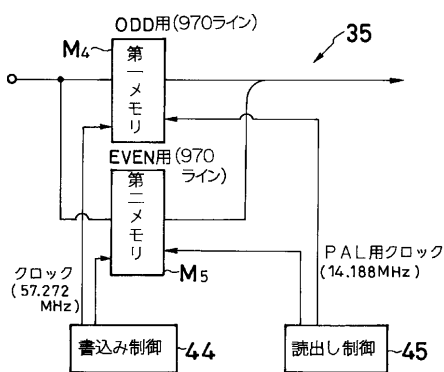 ODD用(970ライン)
M4
35
第一メモリ
EVEN用(970
ライン)
第二メモリ
M5
クロック
(57.272
MHz)
PAL用クロック
(14.188MHz)
書込み制御
44
読出し制御
45